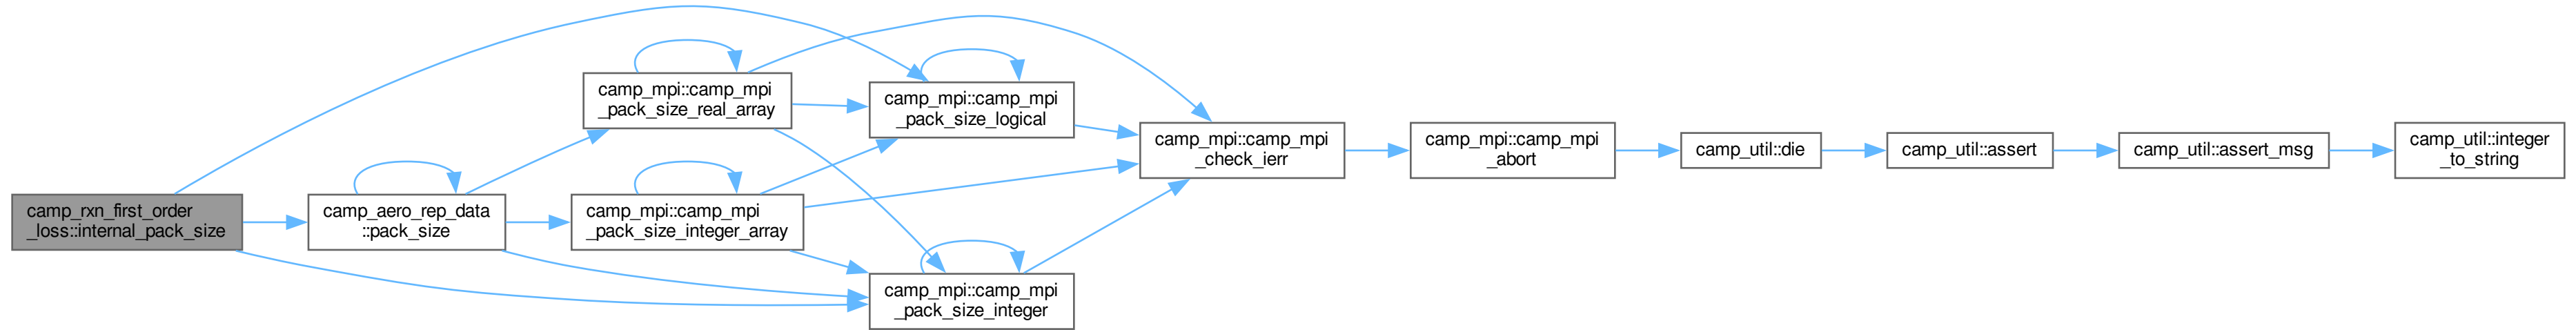 camp_rxn_first_order
_loss::internal_pack_size
camp_aero_rep_data
::pack_size
camp_mpi::camp_mpi
_pack_size_real_array
camp_mpi::camp_mpi
_pack_size_integer_array
camp_mpi::camp_mpi
_pack_size_logical
camp_mpi::camp_mpi
_pack_size_integer
camp_mpi::camp_mpi
_check_ierr
camp_mpi::camp_mpi
_abort
camp_util::die
camp_util::assert
camp_util::assert_msg
camp_util::integer
_to_string